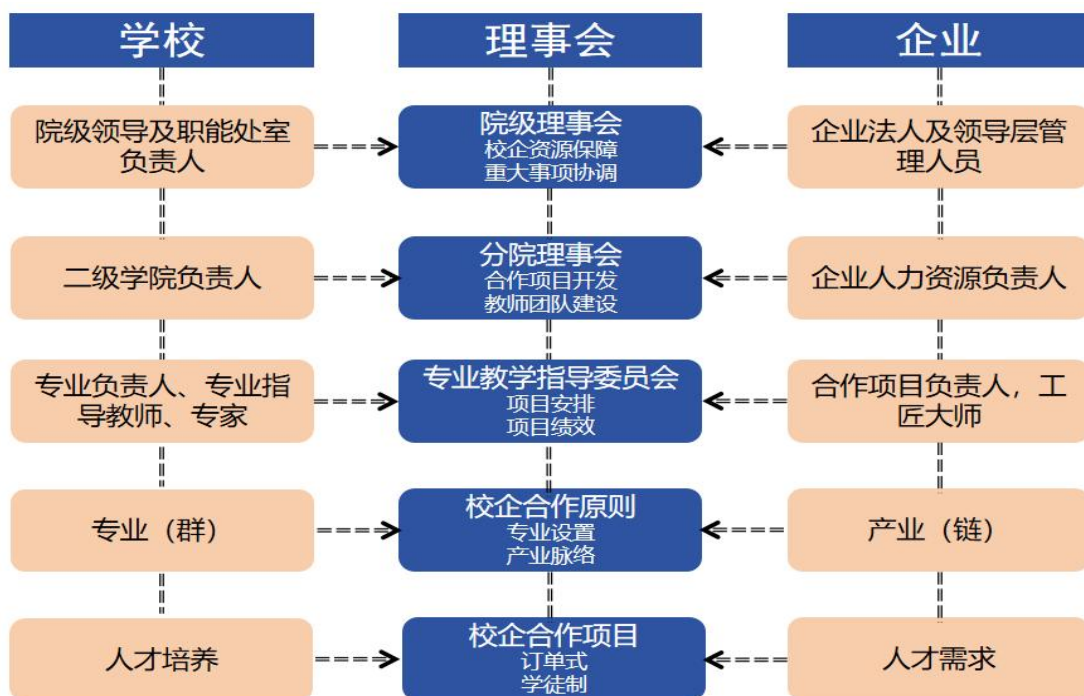 学校
理事会
企业
院级领导及职能处室
负责人
院级理事会
校企资源保障
重大事项协调
企业法人及领导层管
理人员
二级学院负责人
分院理事会
合作项目开发
教师团队建设
企业人力资源负责人
专业负责人、专业指
导教师、专家
专业教学指导委员会
项目安排
项目绩效
合作项目负责人，工
匠大师
专业（群）
校企合作原则
专业设置
产业脉络
产业（链）
人才培养
校企合作项目
订单式
学徒制
人才需求